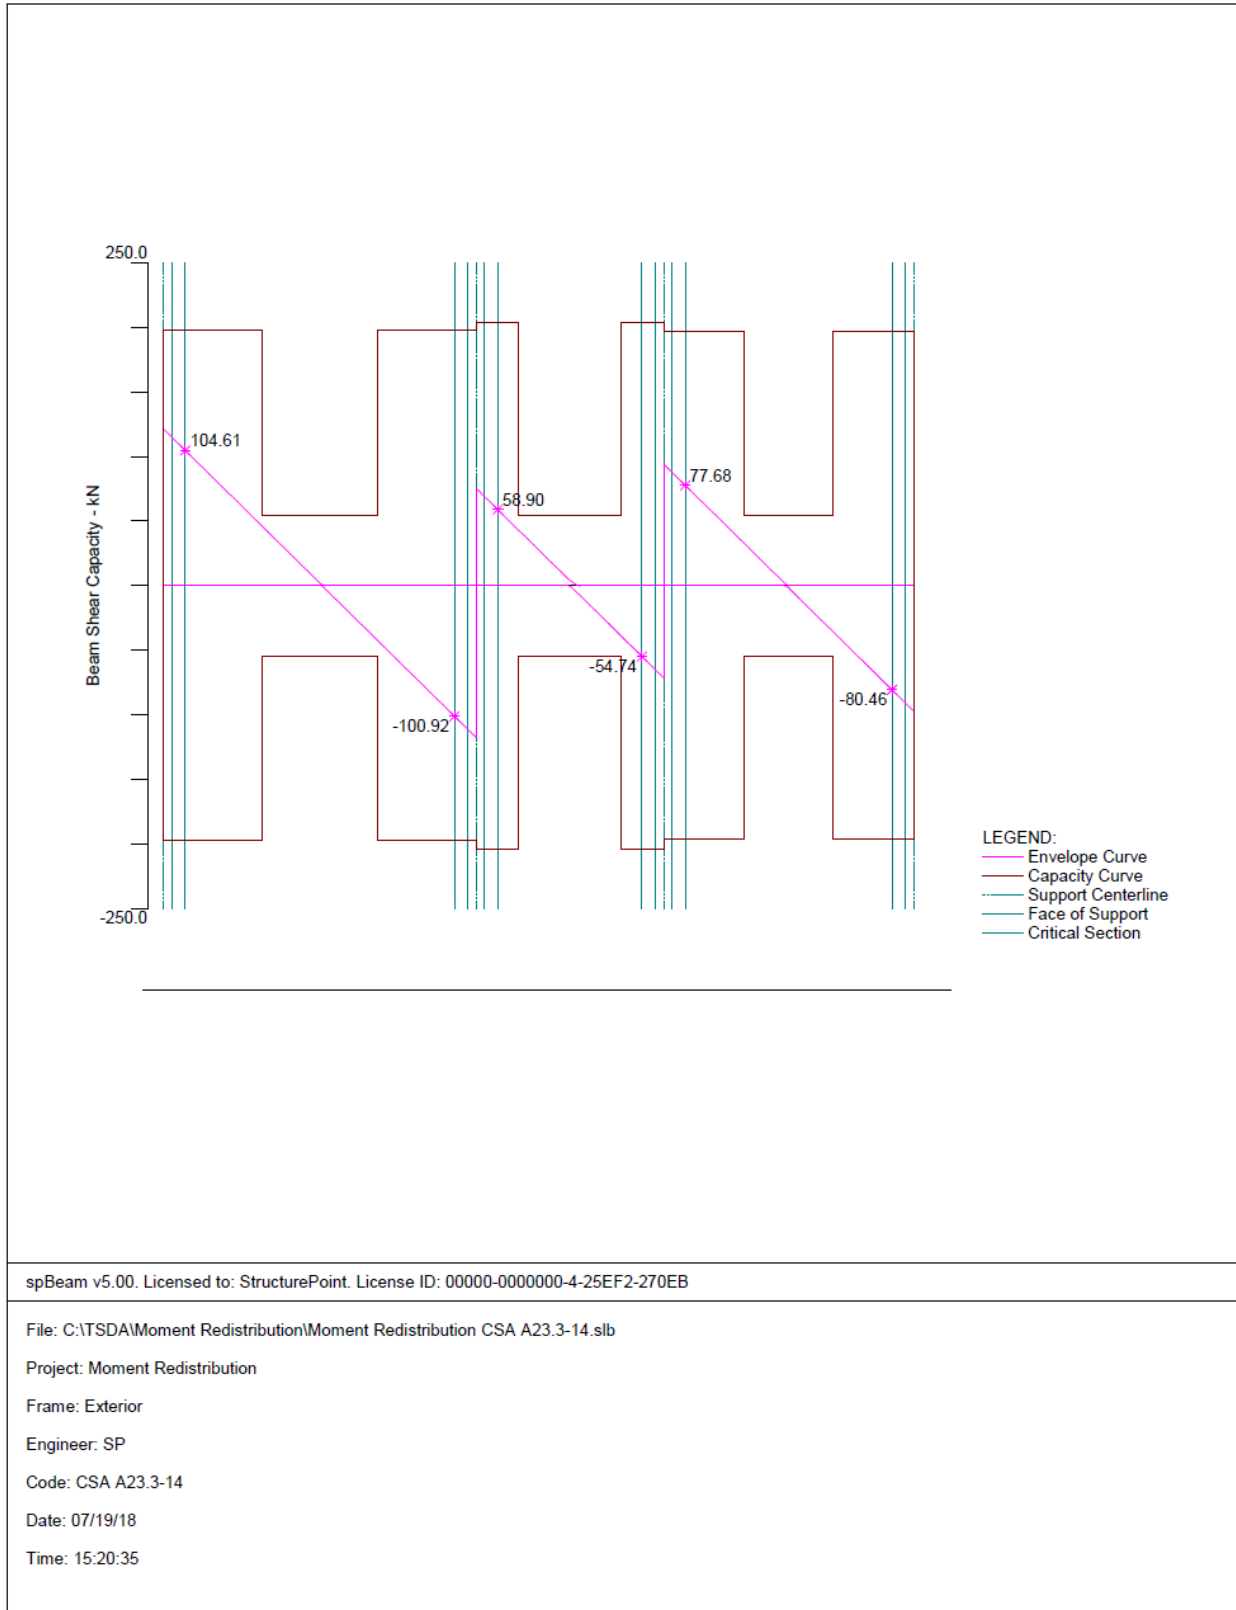 250.0
104.61
77.68
58.90
Beam Shear Capacity - kN
-54.74
-80.46
-100.92
LEGEND:
Envelope Curve
Capacity Curve
Support Centerline
Face of Support
Critical Section
-250.0
spBeam v5.00. Licensed to: StructurePoint. License ID: 00000-0000000-4-25EF2-270EB
File: C:\TSDA\Moment Redistribution\Moment Redistribution CSA A23.3-14.slb
Project: Moment Redistribution
Frame: Exterior
Engineer: SP
Code: CSA A23.3-14
Date: 07/19/18
Time: 15:20:35